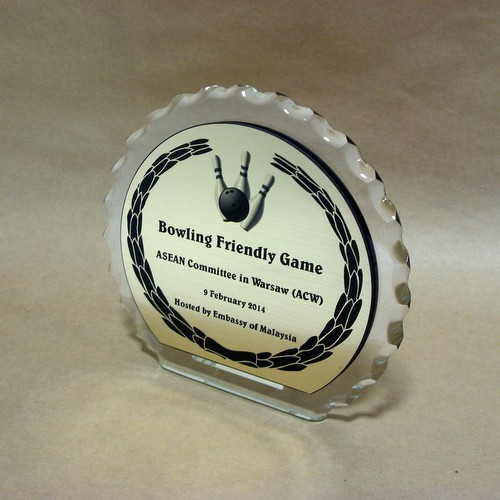 Bowling Friendly Game
ASEAN Committee in Warsaw (ACW)
9 February 2014
Hosted by Embassy of Malaysia